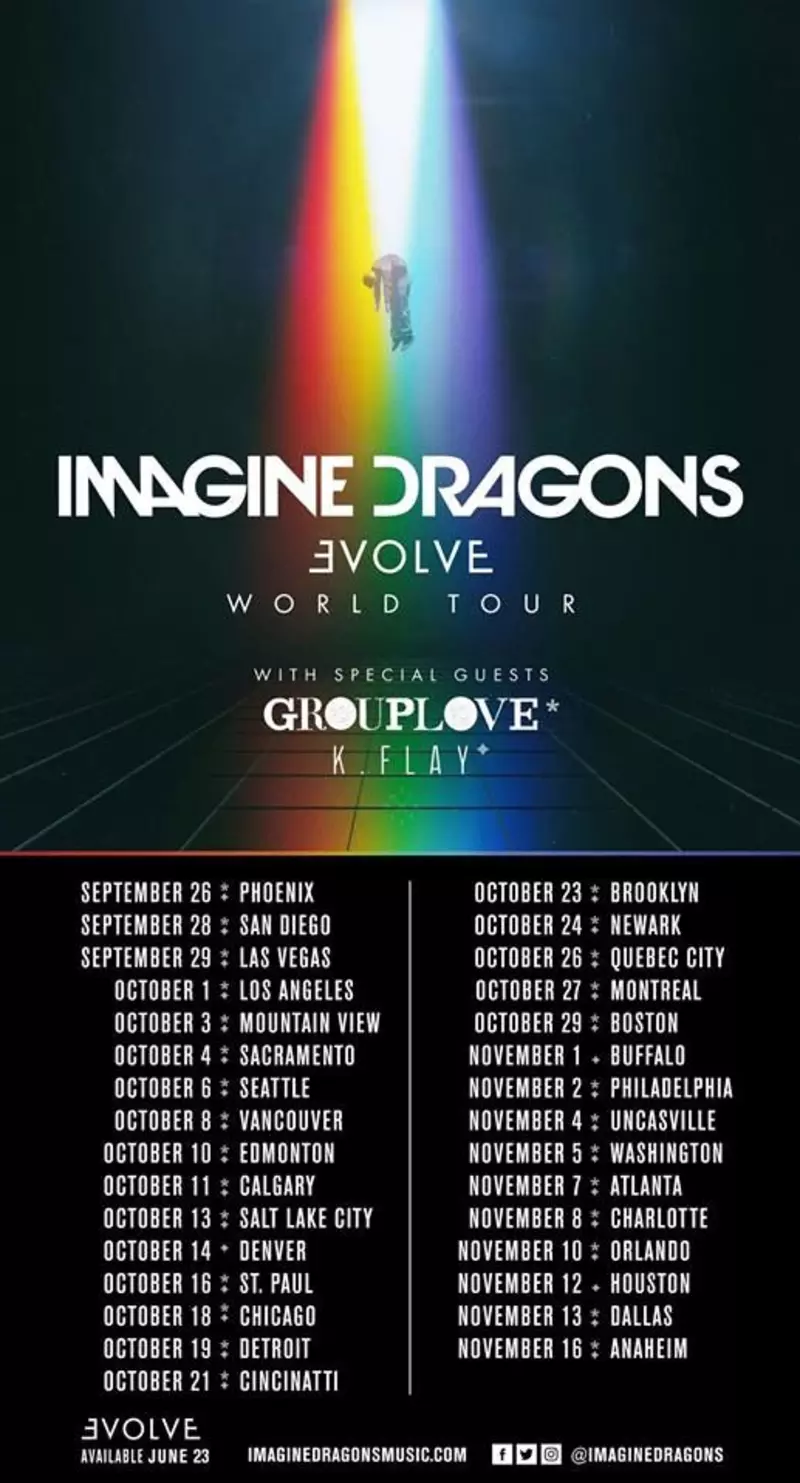 IMAGINE DRAGONS
EVOLVE
WORLD TOUR
WITH SPECIAL GUESTS
GROUPLOVE*
K.FLAY✦
SEPTEMBER 26 *✦ PHOENIX
SEPTEMBER 28 *✦ SAN DIEGO
SEPTEMBER 29 *✦ LAS VEGAS
OCTOBER 1 *✦ LOS ANGELES
OCTOBER 3 *✦ MOUNTAIN VIEW
OCTOBER 4 *✦ SACRAMENTO
OCTOBER 6 *✦ SEATTLE
OCTOBER 8 *✦ VANCOUVER
OCTOBER 10 *✦ EDMONTON
OCTOBER 11 *✦ CALGARY
OCTOBER 13 *✦ SALT LAKE CITY
OCTOBER 14 ✦ DENVER
OCTOBER 16 *✦ ST. PAUL
OCTOBER 18 *✦ CHICAGO
OCTOBER 19 *✦ DETROIT
OCTOBER 21 *✦ CINCINATTI
OCTOBER 23 *✦ BROOKLYN
OCTOBER 24 *✦ NEWARK
OCTOBER 26 *✦ QUEBEC CITY
OCTOBER 27 *✦ MONTREAL
OCTOBER 29 *✦ BOSTON
NOVEMBER 1 ✦ BUFFALO
NOVEMBER 2 *✦ PHILADELPHIA
NOVEMBER 4 *✦ UNCASVILLE
NOVEMBER 5 *✦ WASHINGTON
NOVEMBER 7 *✦ ATLANTA
NOVEMBER 8 *✦ CHARLOTTE
NOVEMBER 10 *✦ ORLANDO
NOVEMBER 12 ✦ HOUSTON
NOVEMBER 13 *✦ DALLAS
NOVEMBER 16 *✦ ANAHEIM
EVOLVE
AVAILABLE JUNE 23
IMAGINEDRAGONSMUSIC.COM
@IMAGINEDRAGONS